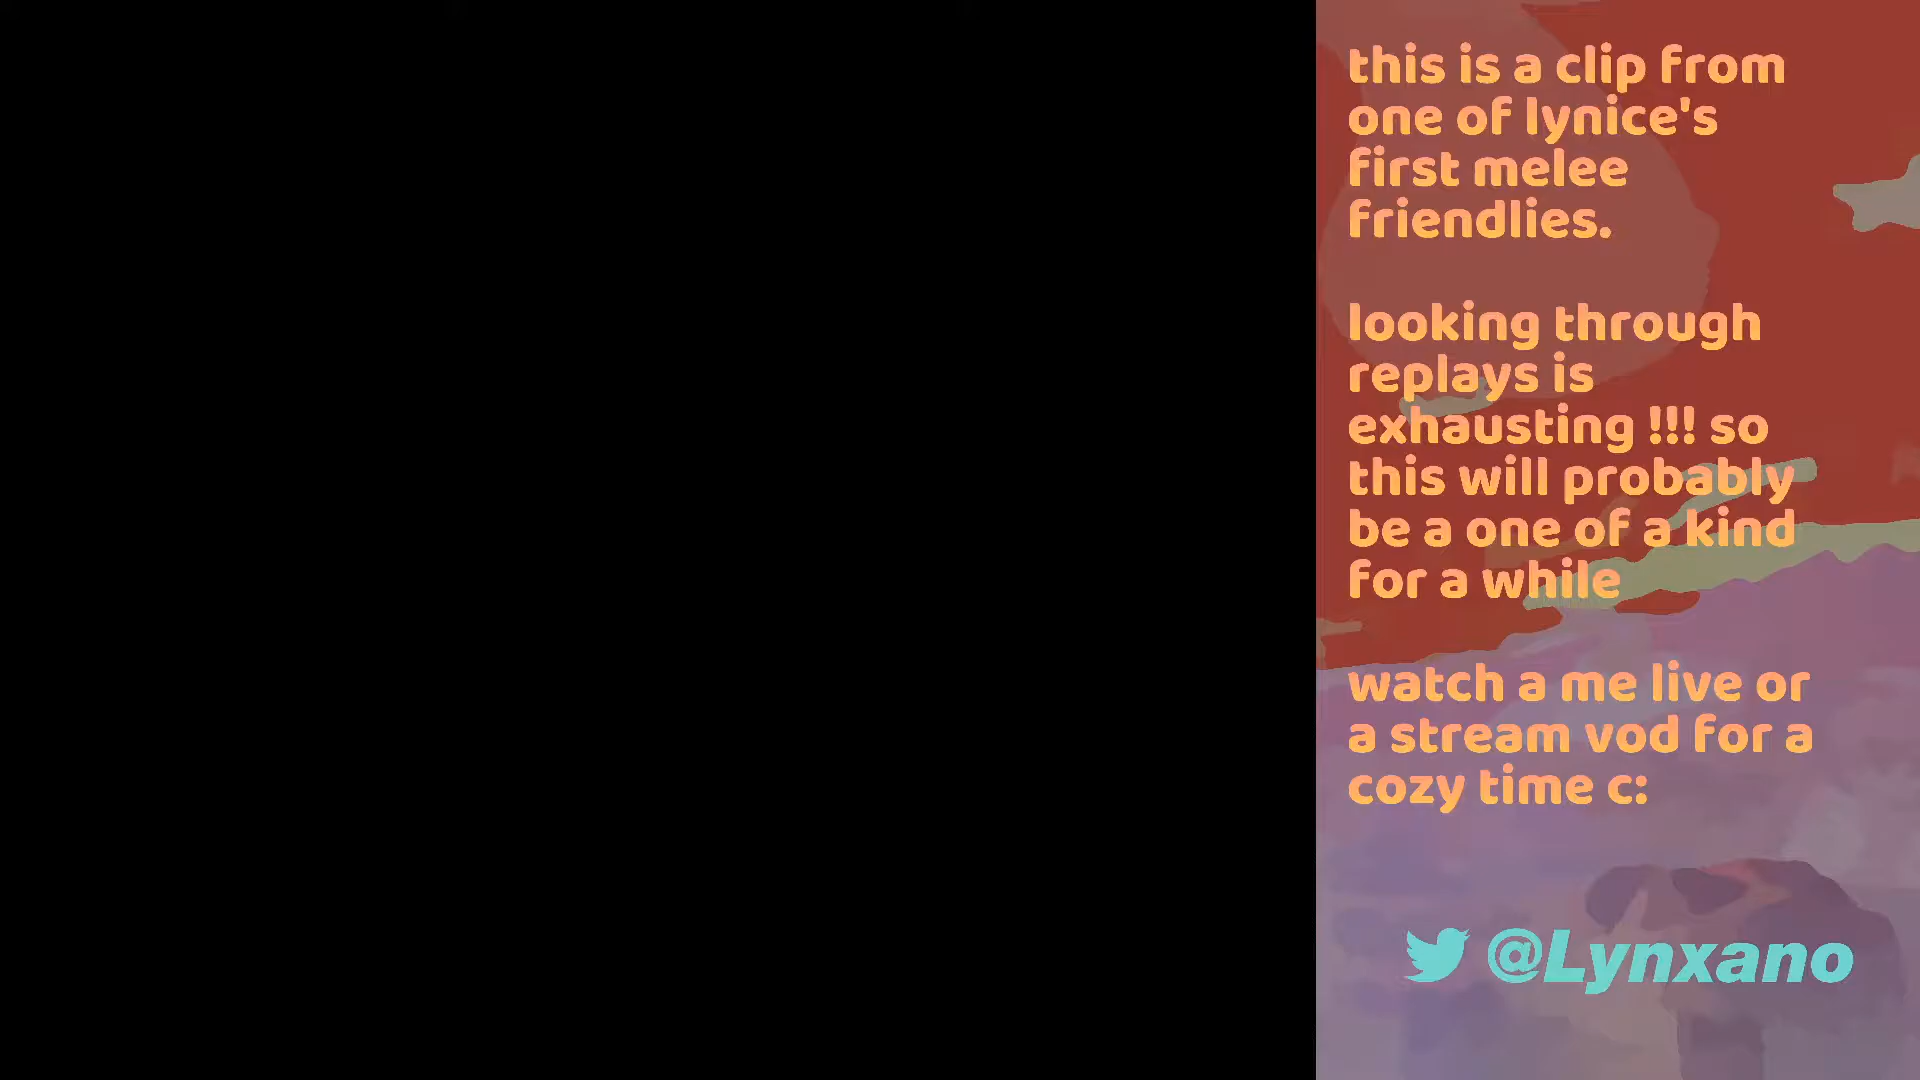 this is a clip from
one of lynice's
first melee
friendlies.
looking through
replays is
exhausting !!! so
this will probably
be a one of a kind
for a while
watch a me live or
a stream vod for a
cozy time c:
@Lynxano